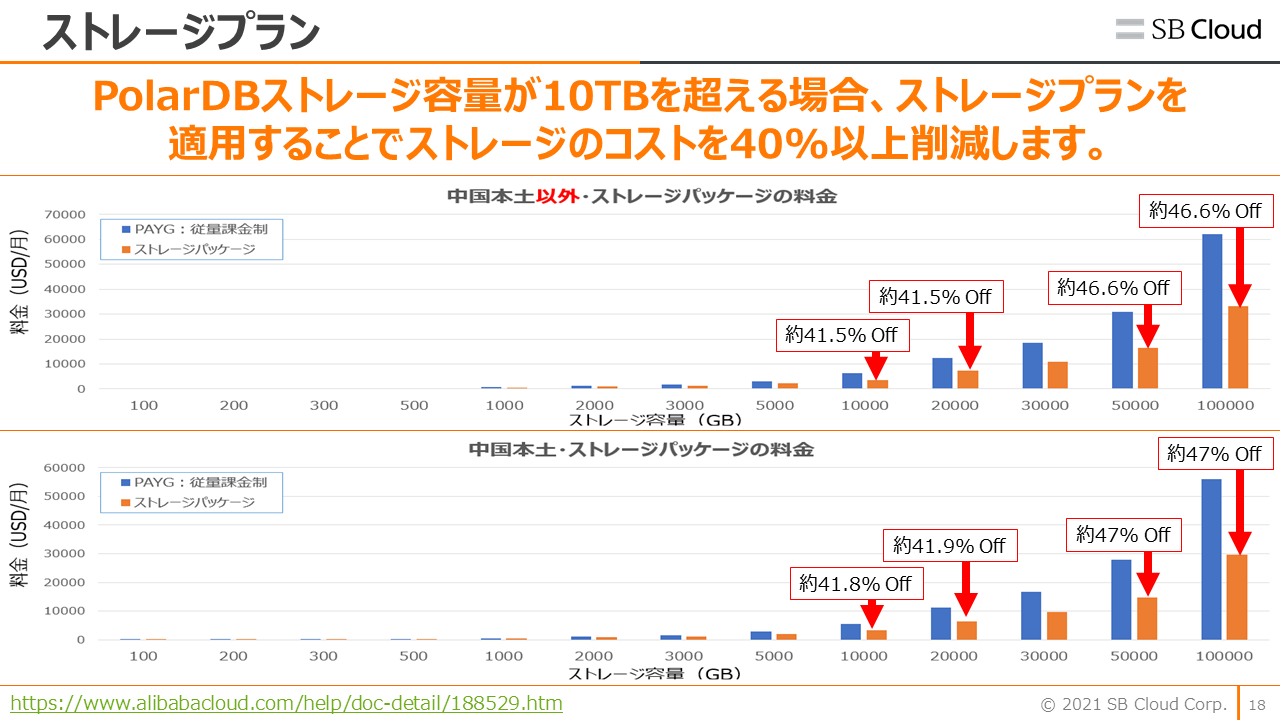 ストレージプラン
SB Cloud
PolarDBストレージ容量が10TBを超える場合、ストレージプランを
適用することでストレージのコストを40%以上削減します。
中国本土以外・ストレージパッケージの料金
料金（USD/月）
70000
60000
50000
40000
30000
20000
10000
0
PAYG：従量課金制
ストレージパッケージ
約41.5% Off
約41.5% Off
約46.6% Off
約46.6% Off
100 200 300 500 1000 2000 3000 5000 10000 20000 30000 50000 100000
ストレージ容量（GB）
中国本土・ストレージパッケージの料金
料金（USD/月）
60000
50000
40000
30000
20000
10000
0
PAYG：従量課金制
ストレージパッケージ
約41.8% Off
約41.9% Off
約47% Off
約47% Off
100 200 300 500 1000 2000 3000 5000 10000 20000 30000 50000 100000
ストレージ容量（GB）
https://www.alibabacloud.com/help/doc-detail/188529.htm
© 2021 SB Cloud Corp.
18